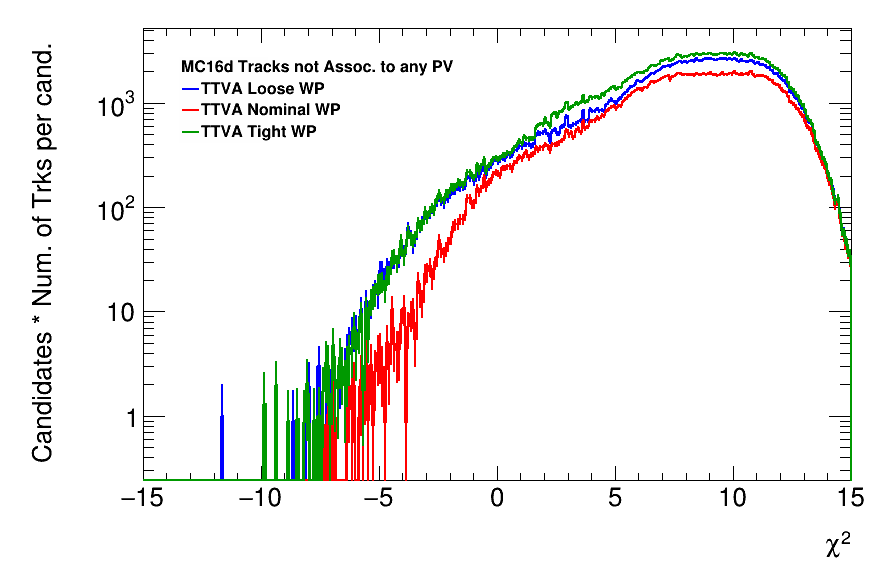 Candidates * Num. of Trks per cand.
MC16d Tracks not Assoc. to any PV
TTVA Loose WP
TTVA Nominal WP
TTVA Tight WP
10³
10²
10
1
−15 −10 −5 0 5 10 15
χ²